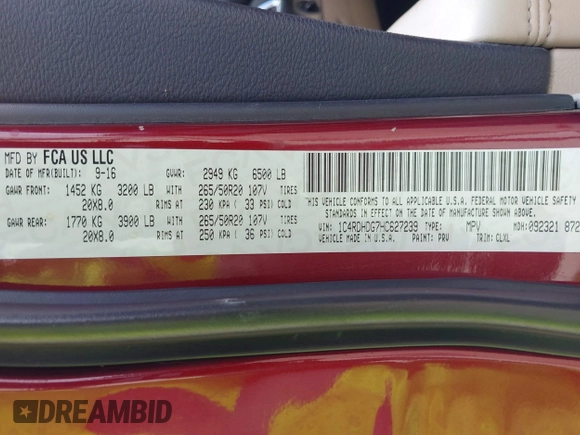 MFD BY FCA US LLC
DATE OF MFR(BUILT): 9-16 GVWR: 2949 KG 6500 LB
GAWR FRONT: 1452 KG 3200 LB WITH 265/50R20 107V TIRES
20X8.0 RIMS AT 230 KPA ( 33 PSI) COLD
GAWR REAR: 1770 KG 3900 LB WITH 265/50R20 107V TIRES
20X8.0 RIMS AT 250 KPA ( 36 PSI) COLD
THIS VEHICLE CONFORMS TO ALL APPLICABLE U.S.A. FEDERAL MOTOR VEHICLE SAFETY
STANDARDS IN EFFECT ON THE DATE OF MANUFACTURE SHOWN ABOVE.
VIN: 1C4RDHDG7HC627239 TYPE: MPV MDH:092321 872
VEHICLE MADE IN U.S.A. PAINT: PRV TRIM: CLXL
DREAMBID